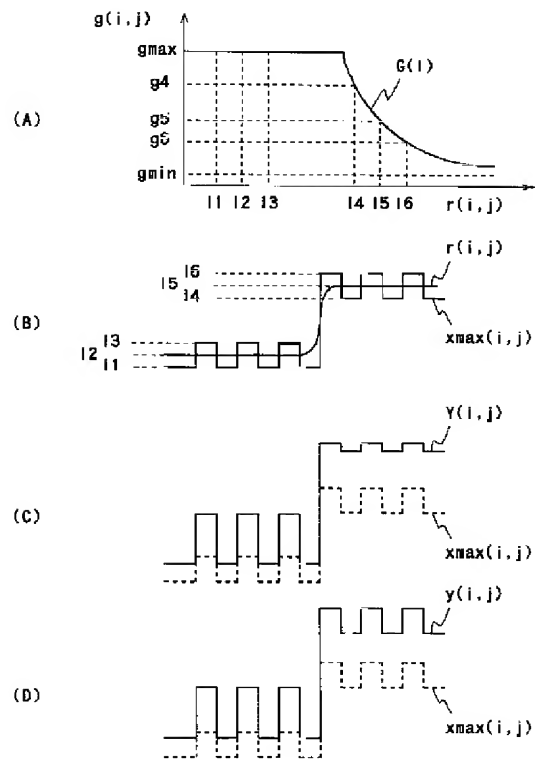 g(i,j)
gmax
G(l)
g4
(A)
g5
g6
gmin
l1 l2 l3 l4 l5 l6 r(i,j)
l6
r(i,j)
l5
l4
(B)
l3
l2
l1
xmax(i,j)
Y(i,j)
(C)
xmax(i,j)
y(i,j)
(D)
xmax(i,j)